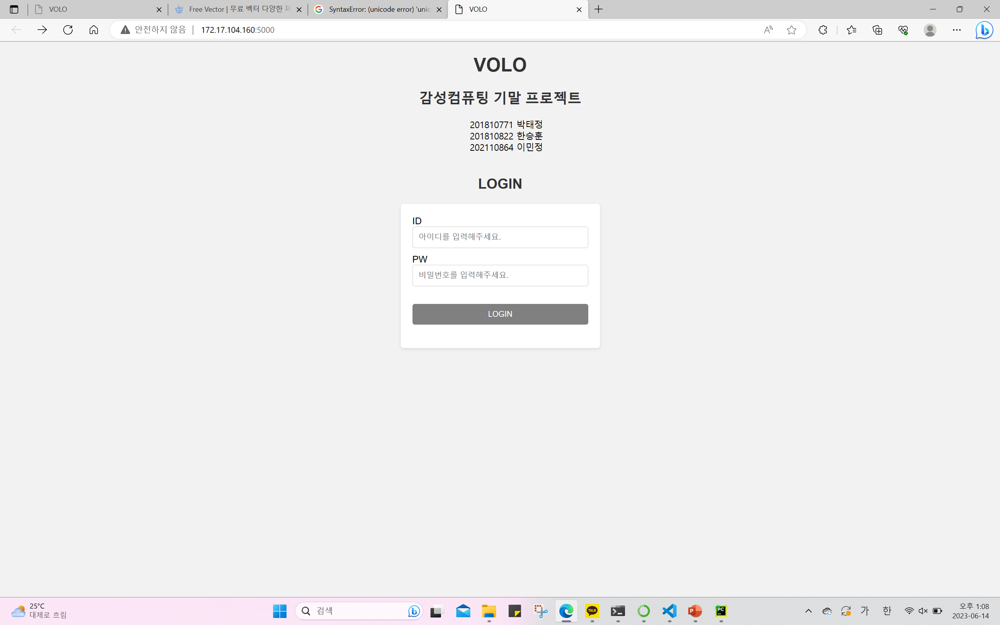 VOLO
Free Vector | 무료 벡터 다양한
SyntaxError: (unicode error) 'unic
VOLO
안전하지 않음
172.17.104.160:5000
VOLO
감성컴퓨팅 기말 프로젝트
201810771 박태정
201810822 한승훈
202110864 이민정
LOGIN
ID
아이디를 입력해주세요.
PW
비밀번호를 입력해주세요.
LOGIN
25°C
대체로 흐림
검색
TALK
P
PC
가
한
오후 1:08
2023-06-14